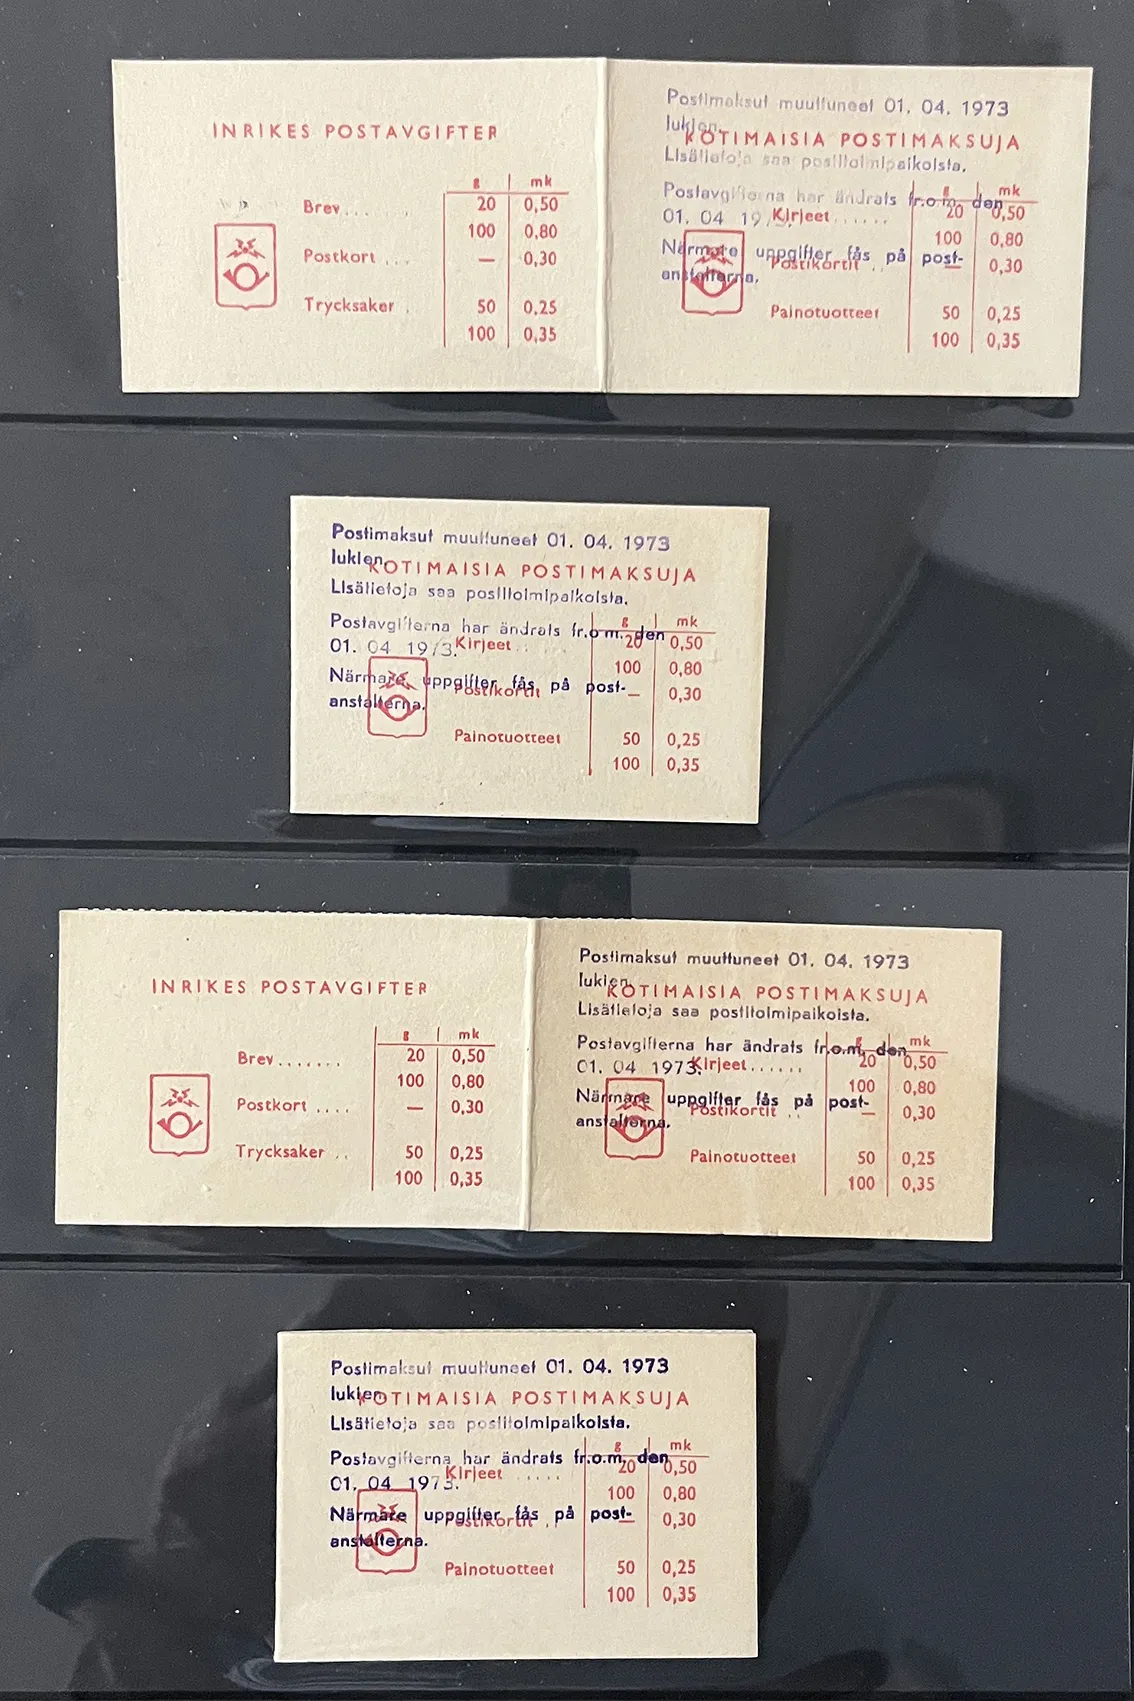 INRIKES POSTAVGIFTER
g mk
Brev...... 20 0,50
100 0,80
Postkort ... — 0,30
Trycksaker . 50 0,25
100 0,35
Postimaksut muuttuneet 01. 04. 1973
lukien.
KOTIMAISIA POSTIMAKSUJA
Lisätietoja saa postitoimipaikoista.
Postavgifterna har ändrats fr.o.m. den
01. 04 1973.
Närmare uppgifter fås på post-
anstalterna.
g mk
Kirjeet ...... 20 0,50
100 0,80
Postikortit .. — 0,30
Painotuotteet 50 0,25
100 0,35
Postimaksut muuttuneet 01. 04. 1973
lukien.
KOTIMAISIA POSTIMAKSUJA
Lisätietoja saa postitoimipaikoista.
Postavgifterna har ändrats fr.o.m. den
01. 04 1973.
Närmare uppgifter fås på post-
anstalterna.
g mk
Kirjeet .. . 20 0,50
100 0,80
Postikortit — 0,30
Painotuotteet 50 0,25
100 0,35
INRIKES POSTAVGIFTER
g mk
Brev....... 20 0,50
100 0,80
Postkort .... — 0,30
Trycksaker .. 50 0,25
100 0,35
Postimaksut muuttuneet 01. 04. 1973
lukien.
KOTIMAISIA POSTIMAKSUJA
Lisätietoja saa postitoimipaikoista.
Postavgifterna har ändrats fr.o.m. den
01. 04 1973.
Närmare uppgifter fås på post-
anstalterna.
g mk
Kirjeet...... 20 0,50
100 0,80
Postikortit .. — 0,30
Painotuotteet 50 0,25
100 0,35
Postimaksut muuttuneet 01. 04. 1973
lukien.
KOTIMAISIA POSTIMAKSUJA
Lisätietoja saa postitoimipaikoista.
Postavgifterna har ändrats fr.o.m. den
01. 04 1973.
Närmare uppgifter fås på post-
anstalterna.
g mk
Kirjeet ..... 20 0,50
100 0,80
Postikortit .. — 0,30
Painotuotteet 50 0,25
100 0,35